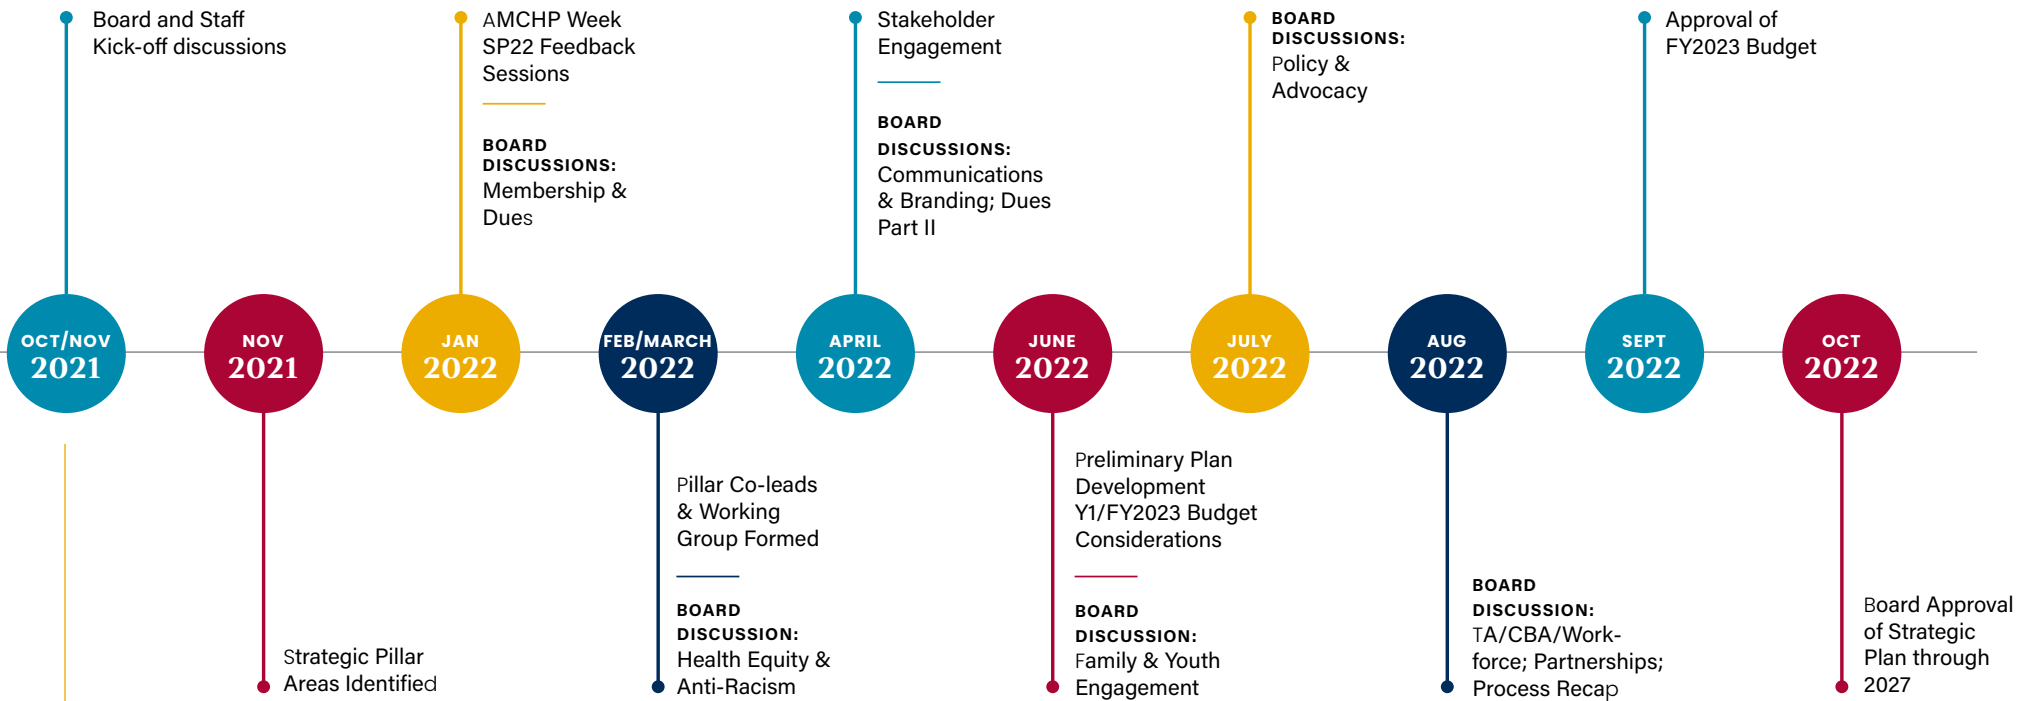 Board and Staff
Kick-off discussions
OCT/NOV
2021
NOV
2021
Strategic Pillar
Areas Identified
AMCHP Week
SP22 Feedback
Sessions
BOARD
DISCUSSIONS:
Membership &
Dues
JAN
2022
FEB/MARCH
2022
Pillar Co-leads
& Working
Group Formed
BOARD
DISCUSSION:
Health Equity &
Anti-Racism
Stakeholder
Engagement
BOARD
DISCUSSIONS:
Communications
& Branding; Dues
Part II
APRIL
2022
JUNE
2022
Preliminary Plan
Development
Y1/FY2023 Budget
Considerations
BOARD
DISCUSSION:
Family & Youth
Engagement
BOARD
DISCUSSIONS:
Policy &
Advocacy
JULY
2022
AUG
2022
BOARD
DISCUSSION:
TA/CBA/Work-
force; Partnerships;
Process Recap
Approval of
FY2023 Budget
SEPT
2022
OCT
2022
Board Approval
of Strategic
Plan through
2027